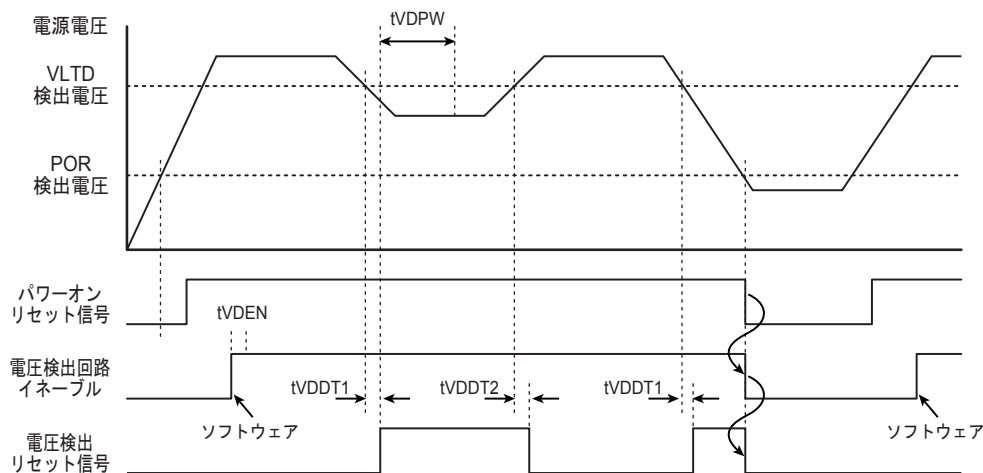 電源電圧
tVDPW
VLTD
検出電圧
POR
検出電圧
パワーオン
リセット信号
tVDEN
電圧検出回路
イネーブル
tVDDT1
tVDDT2
tVDDT1
ソフトウェア
ソフトウェア
電圧検出
リセット信号